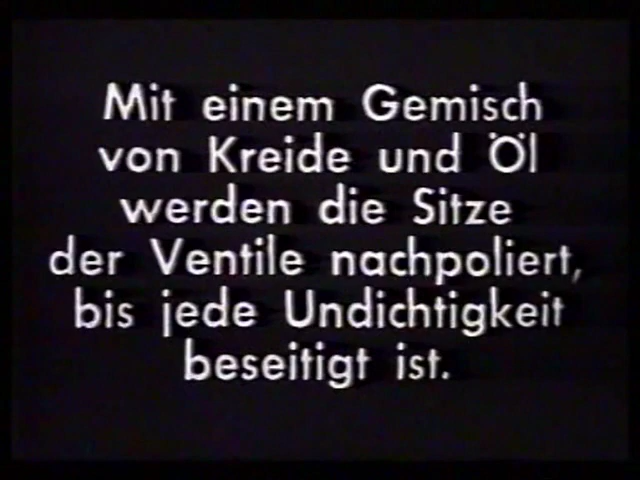 Mit einem Gemisch
von Kreide und Öl
werden die Sitze
der Ventile nachpoliert,
bis jede Undichtigkeit
beseitigt ist.